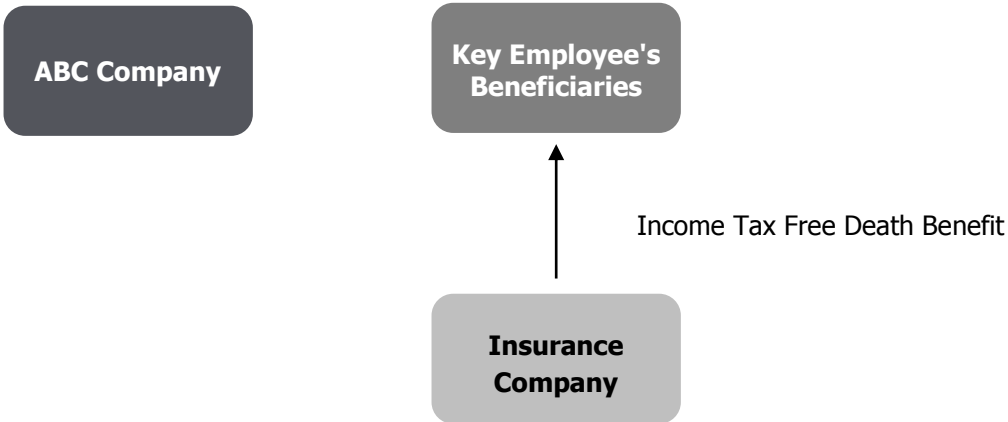 ABC Company
Key Employee's
Beneficiaries
Income Tax Free Death Benefit
Insurance
Company